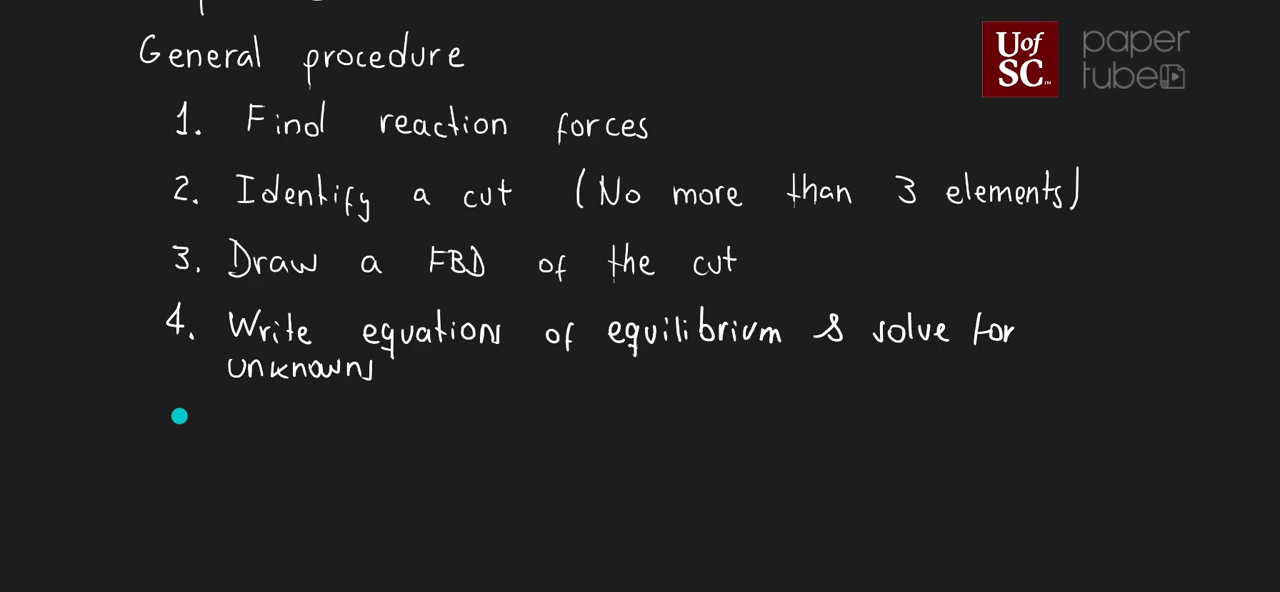 General procedure
UofSC™
paper
tube
1. Find reaction forces
2. Identify a cut (No more than 3 elements)
3. Draw a FBD of the cut
4. Write equations of equilibrium & solve for
unknowns